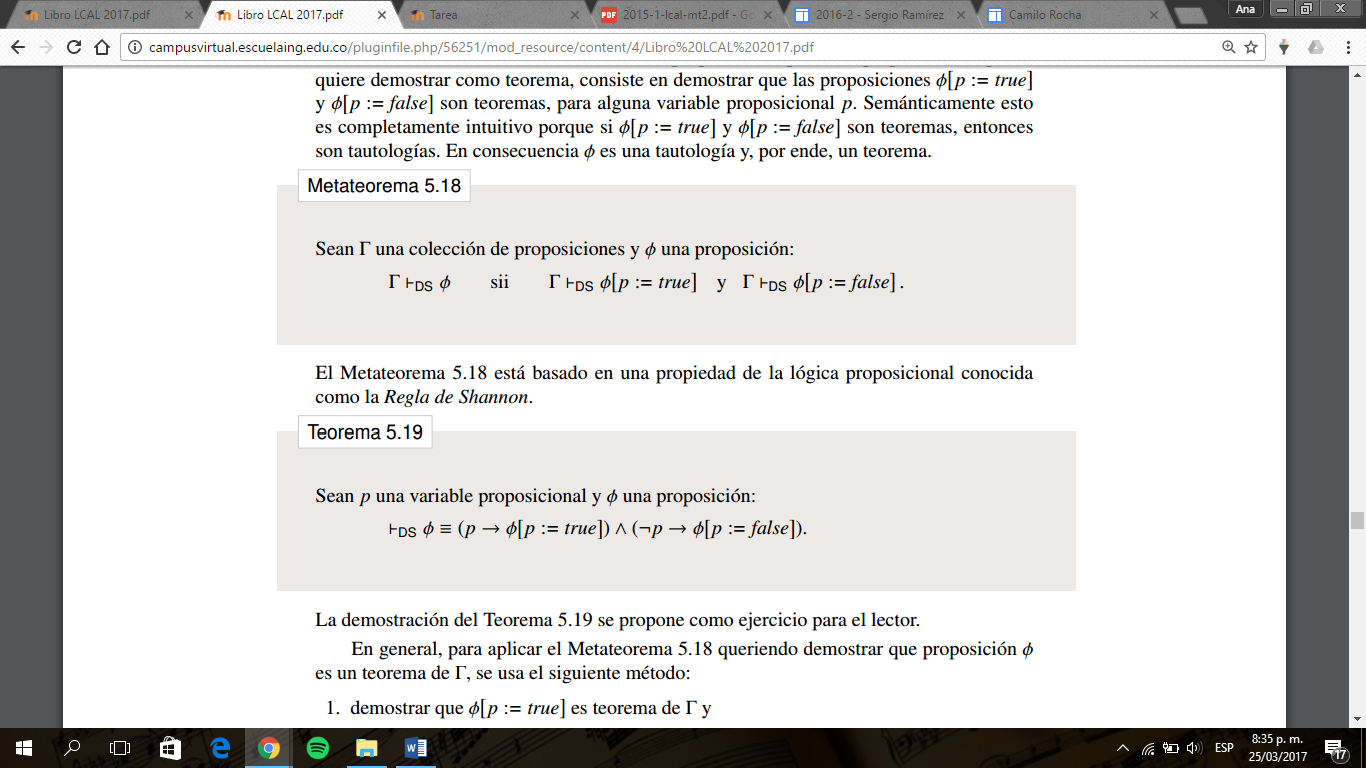 Libro LCAL 2017.pdf
Libro LCAL 2017.pdf
Tarea
2015-1-lcal-mt2.pdf - Go
2016-2 - Sergio Ramírez
Camilo Rocha
Ana
campusvirtual.escuelaing.edu.co/pluginfile.php/56251/mod_resource/content/4/Libro%20LCAL%202017.pdf
quiere demostrar como teorema, consiste en demostrar que las proposiciones ϕ[p := true]
y ϕ[p := false] son teoremas, para alguna variable proposicional p. Semánticamente esto
es completamente intuitivo porque si ϕ[p := true] y ϕ[p := false] son teoremas, entonces
son tautologías. En consecuencia ϕ es una tautología y, por ende, un teorema.
Metateorema 5.18
Sean Γ una colección de proposiciones y ϕ una proposición:
Γ ⊢DS ϕ sii Γ ⊢DS ϕ[p := true] y Γ ⊢DS ϕ[p := false] .
El Metateorema 5.18 está basado en una propiedad de la lógica proposicional conocida
como la Regla de Shannon.
Teorema 5.19
Sean p una variable proposicional y ϕ una proposición:
⊢DS ϕ ≡ (p → ϕ[p := true]) ∧ (¬p → ϕ[p := false]).
La demostración del Teorema 5.19 se propone como ejercicio para el lector.
En general, para aplicar el Metateorema 5.18 queriendo demostrar que proposición ϕ
es un teorema de Γ, se usa el siguiente método:
1. demostrar que ϕ[p := true] es teorema de Γ y
ESP
8:35 p. m.
25/03/2017
17